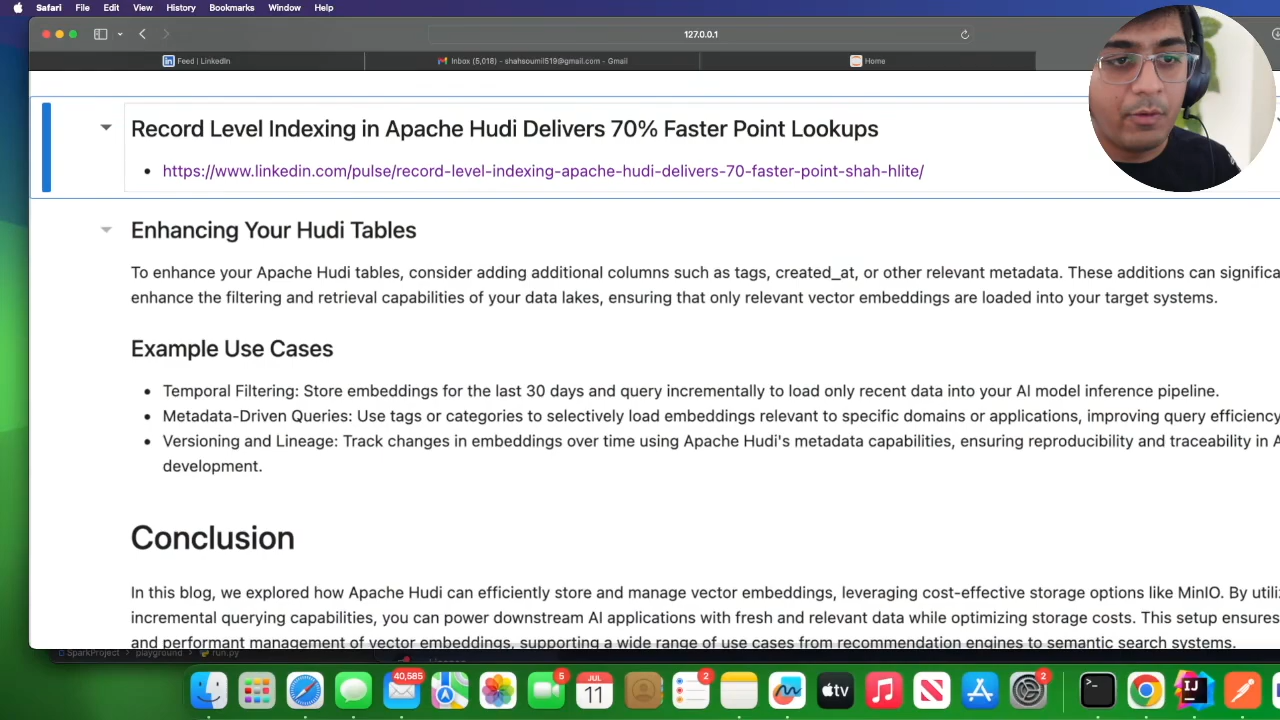 Safari File Edit View History Bookmarks Window Help
127.0.0.1
Feed | LinkedIn
Inbox (5,018) - shahsoumil519@gmail.com - Gmail
Home
Record Level Indexing in Apache Hudi Delivers 70% Faster Point Lookups
https://www.linkedin.com/pulse/record-level-indexing-apache-hudi-delivers-70-faster-point-shah-hlite/
Enhancing Your Hudi Tables
To enhance your Apache Hudi tables, consider adding additional columns such as tags, created_at, or other relevant metadata. These additions can significa
enhance the filtering and retrieval capabilities of your data lakes, ensuring that only relevant vector embeddings are loaded into your target systems.
Example Use Cases
Temporal Filtering: Store embeddings for the last 30 days and query incrementally to load only recent data into your AI model inference pipeline.
Metadata-Driven Queries: Use tags or categories to selectively load embeddings relevant to specific domains or applications, improving query efficiency
Versioning and Lineage: Track changes in embeddings over time using Apache Hudi's metadata capabilities, ensuring reproducibility and traceability in A
development.
Conclusion
In this blog, we explored how Apache Hudi can efficiently store and manage vector embeddings, leveraging cost-effective storage options like MinIO. By utiliz
incremental querying capabilities, you can power downstream AI applications with fresh and relevant data while optimizing storage costs. This setup ensures
and performant management of vector embeddings, supporting a wide range of use cases from recommendation engines to semantic search systems.
SparkProject > playground > run.py
40,585
5
JUL
11
2
tv
2
IJ